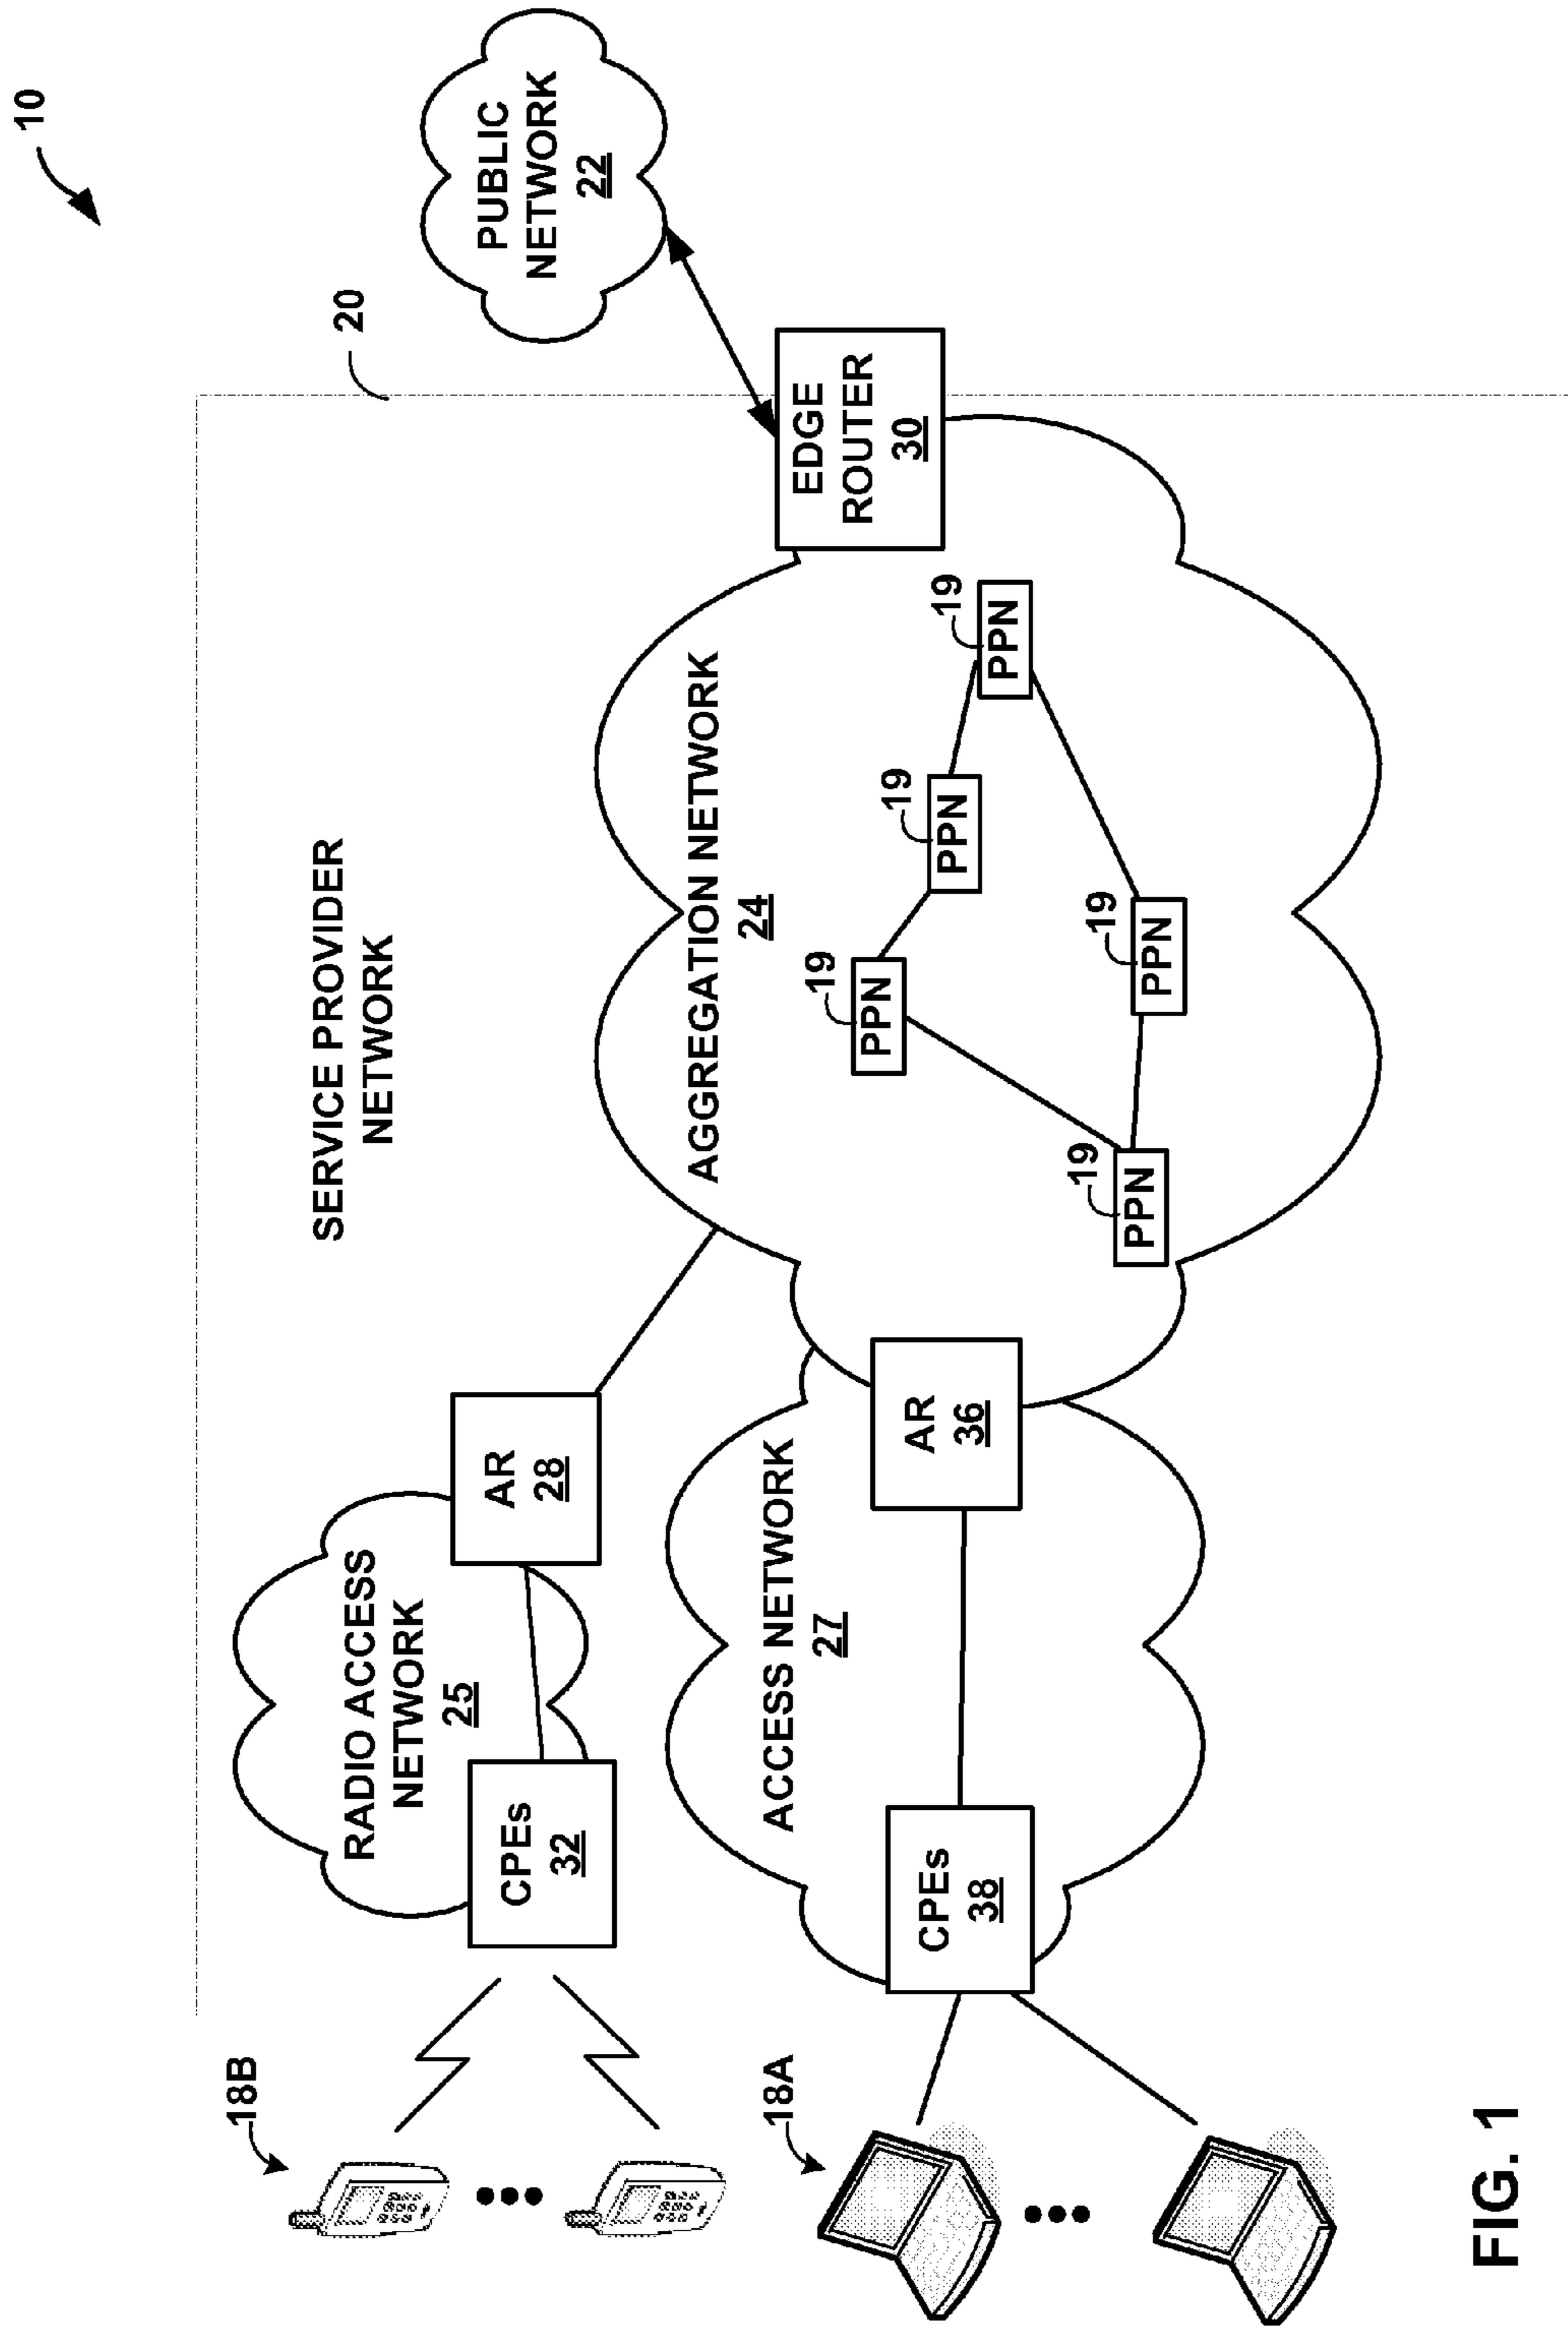 10
20
PUBLIC
NETWORK
22
SERVICE PROVIDER
NETWORK
EDGE
ROUTER
30
AGGREGATION NETWORK
24
19
PPN
19
PPN
19
PPN
19
PPN
19
PPN
RADIO ACCESS
NETWORK
25
AR
28
CPEs
32
18B
ACCESS NETWORK
27
AR
36
CPEs
38
18A
FIG. 1